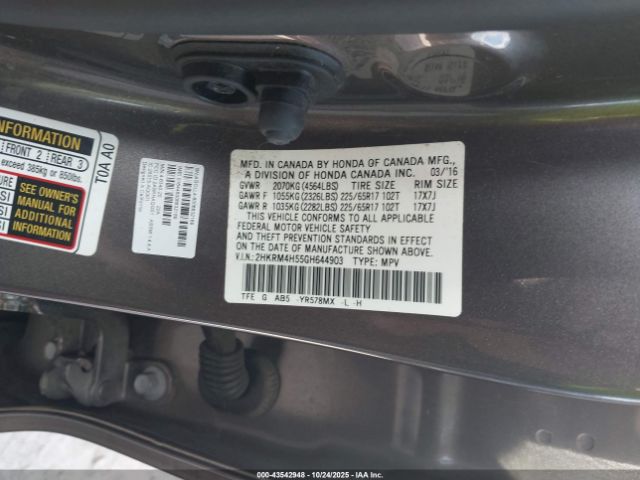 INFORMATION
FRONT 2 REAR 3
exceed 385kg or 850lbs.
SEE OWNER'S
MANUAL FOR
ADDITIONAL
INFORMATION
T0A A0
MFD. IN CANADA BY HONDA OF CANADA MFG.,
A DIVISION OF HONDA CANADA INC. 03/'16
GVWR 2070KG (4564LBS) TIRE SIZE RIM SIZE
GAWR F 1055KG (2326LBS) 225/65R17 102T 17X7J
GAWR R 1035KG (2282LBS) 225/65R17 102T 17X7J
THIS VEHICLE CONFORMS TO ALL APPLICABLE
FEDERAL MOTOR VEHICLE SAFETY
AND THEFT PREVENTION STANDARDS IN EFFECT
ON THE DATE OF MANUFACTURE SHOWN ABOVE.
V.I.N.: 2HKRM4H55GH644903 TYPE: MPV
TFE G AB5 -YR578MX -L -H
© 2-43542948 - 10/24/2025 - IAAI.com